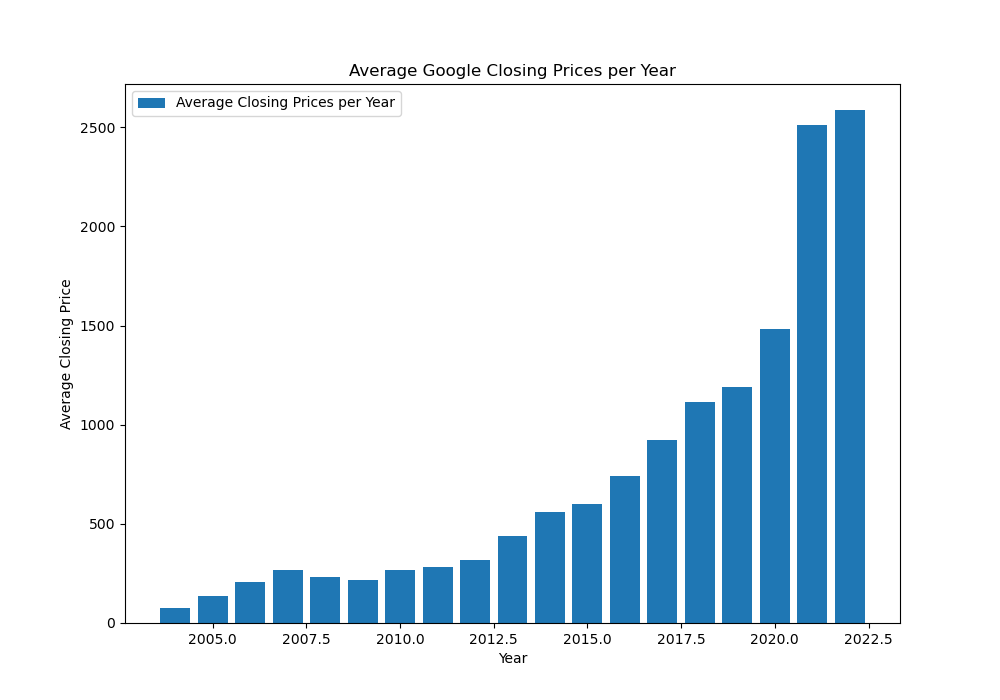 Average Google Closing Prices per Year
Average Closing Prices per Year
2500
2000
1500
1000
500
0
Average Closing Price
2005.0 2007.5 2010.0 2012.5 2015.0 2017.5 2020.0 2022.5
Year